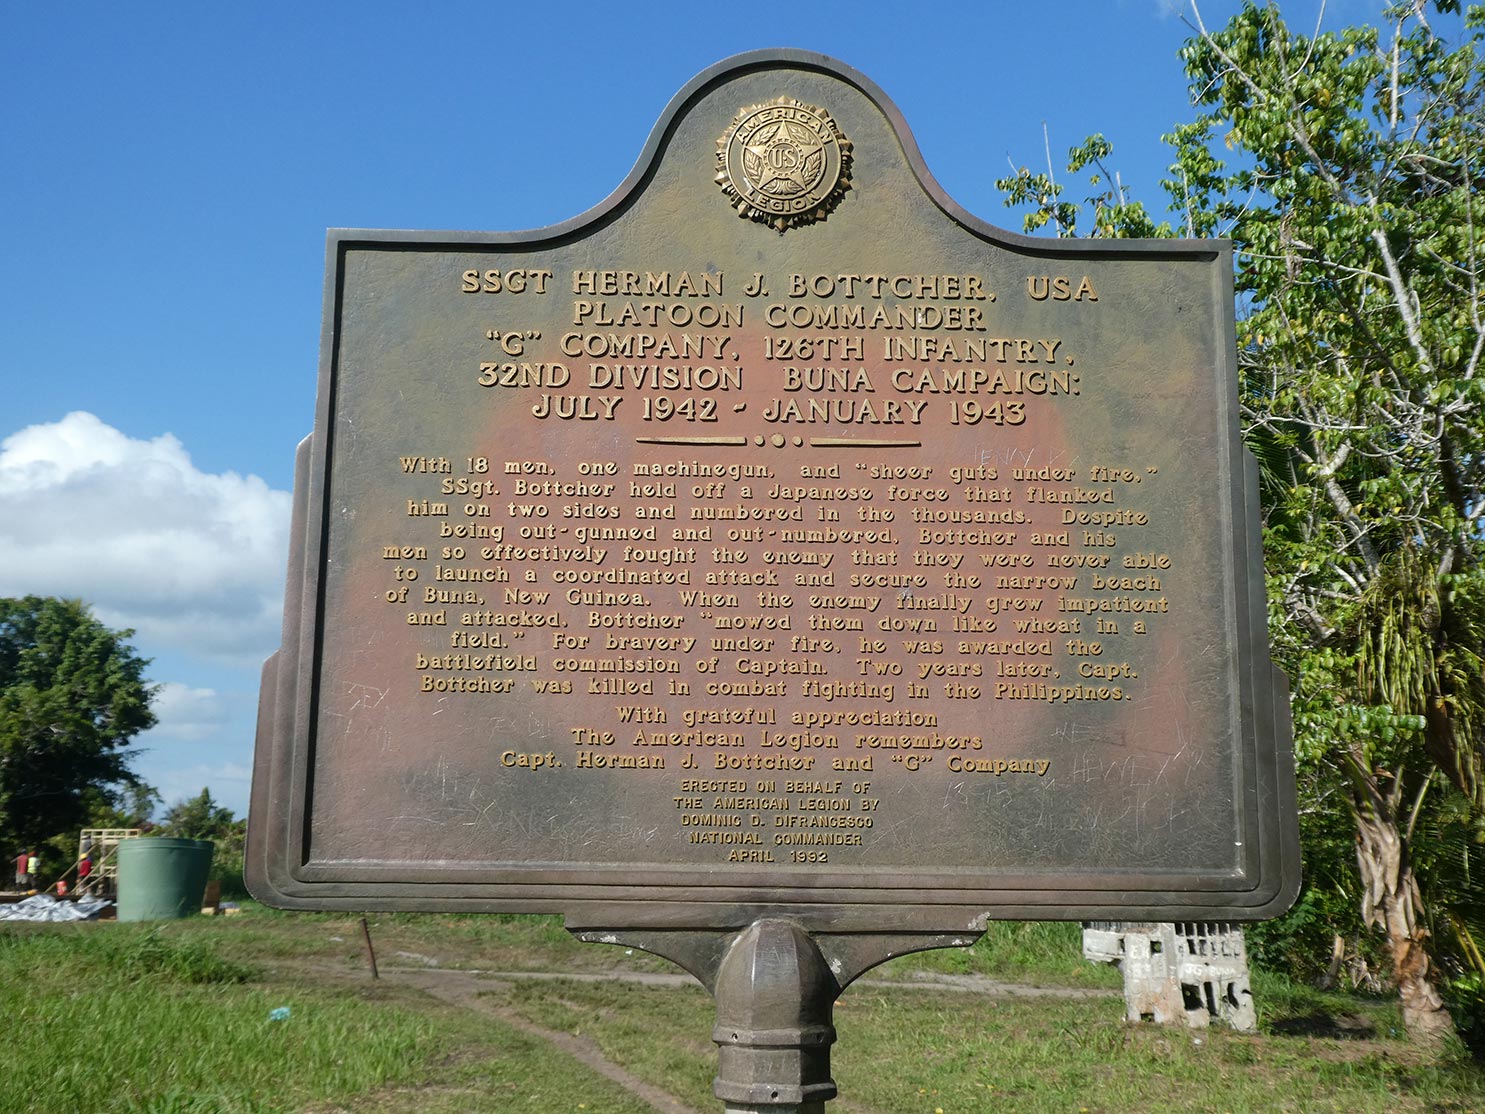 AMERICAN
US
LEGION
SSGT HERMAN J. BOTTCHER, USA
PLATOON COMMANDER
"G" COMPANY, 126TH INFANTRY,
32ND DIVISION BUNA CAMPAIGN:
JULY 1942 - JANUARY 1943
With 18 men, one machinegun, and "sheer guts under fire,"
SSgt. Bottcher held off a Japanese force that flanked
him on two sides and numbered in the thousands. Despite
being out-gunned and out-numbered, Bottcher and his
men so effectively fought the enemy that they were never able
to launch a coordinated attack and secure the narrow beach
of Buna, New Guinea. When the enemy finally grew impatient
and attacked, Bottcher "mowed them down like wheat in a
field." For bravery under fire, he was awarded the
battlefield commission of Captain. Two years later, Capt.
Bottcher was killed in combat fighting in the Philippines.
With grateful appreciation
The American Legion remembers
Capt. Herman J. Bottcher and "G" Company
ERECTED ON BEHALF OF
THE AMERICAN LEGION BY
DOMINIC D. DIFRANCESCO
NATIONAL COMMANDER
APRIL 1992